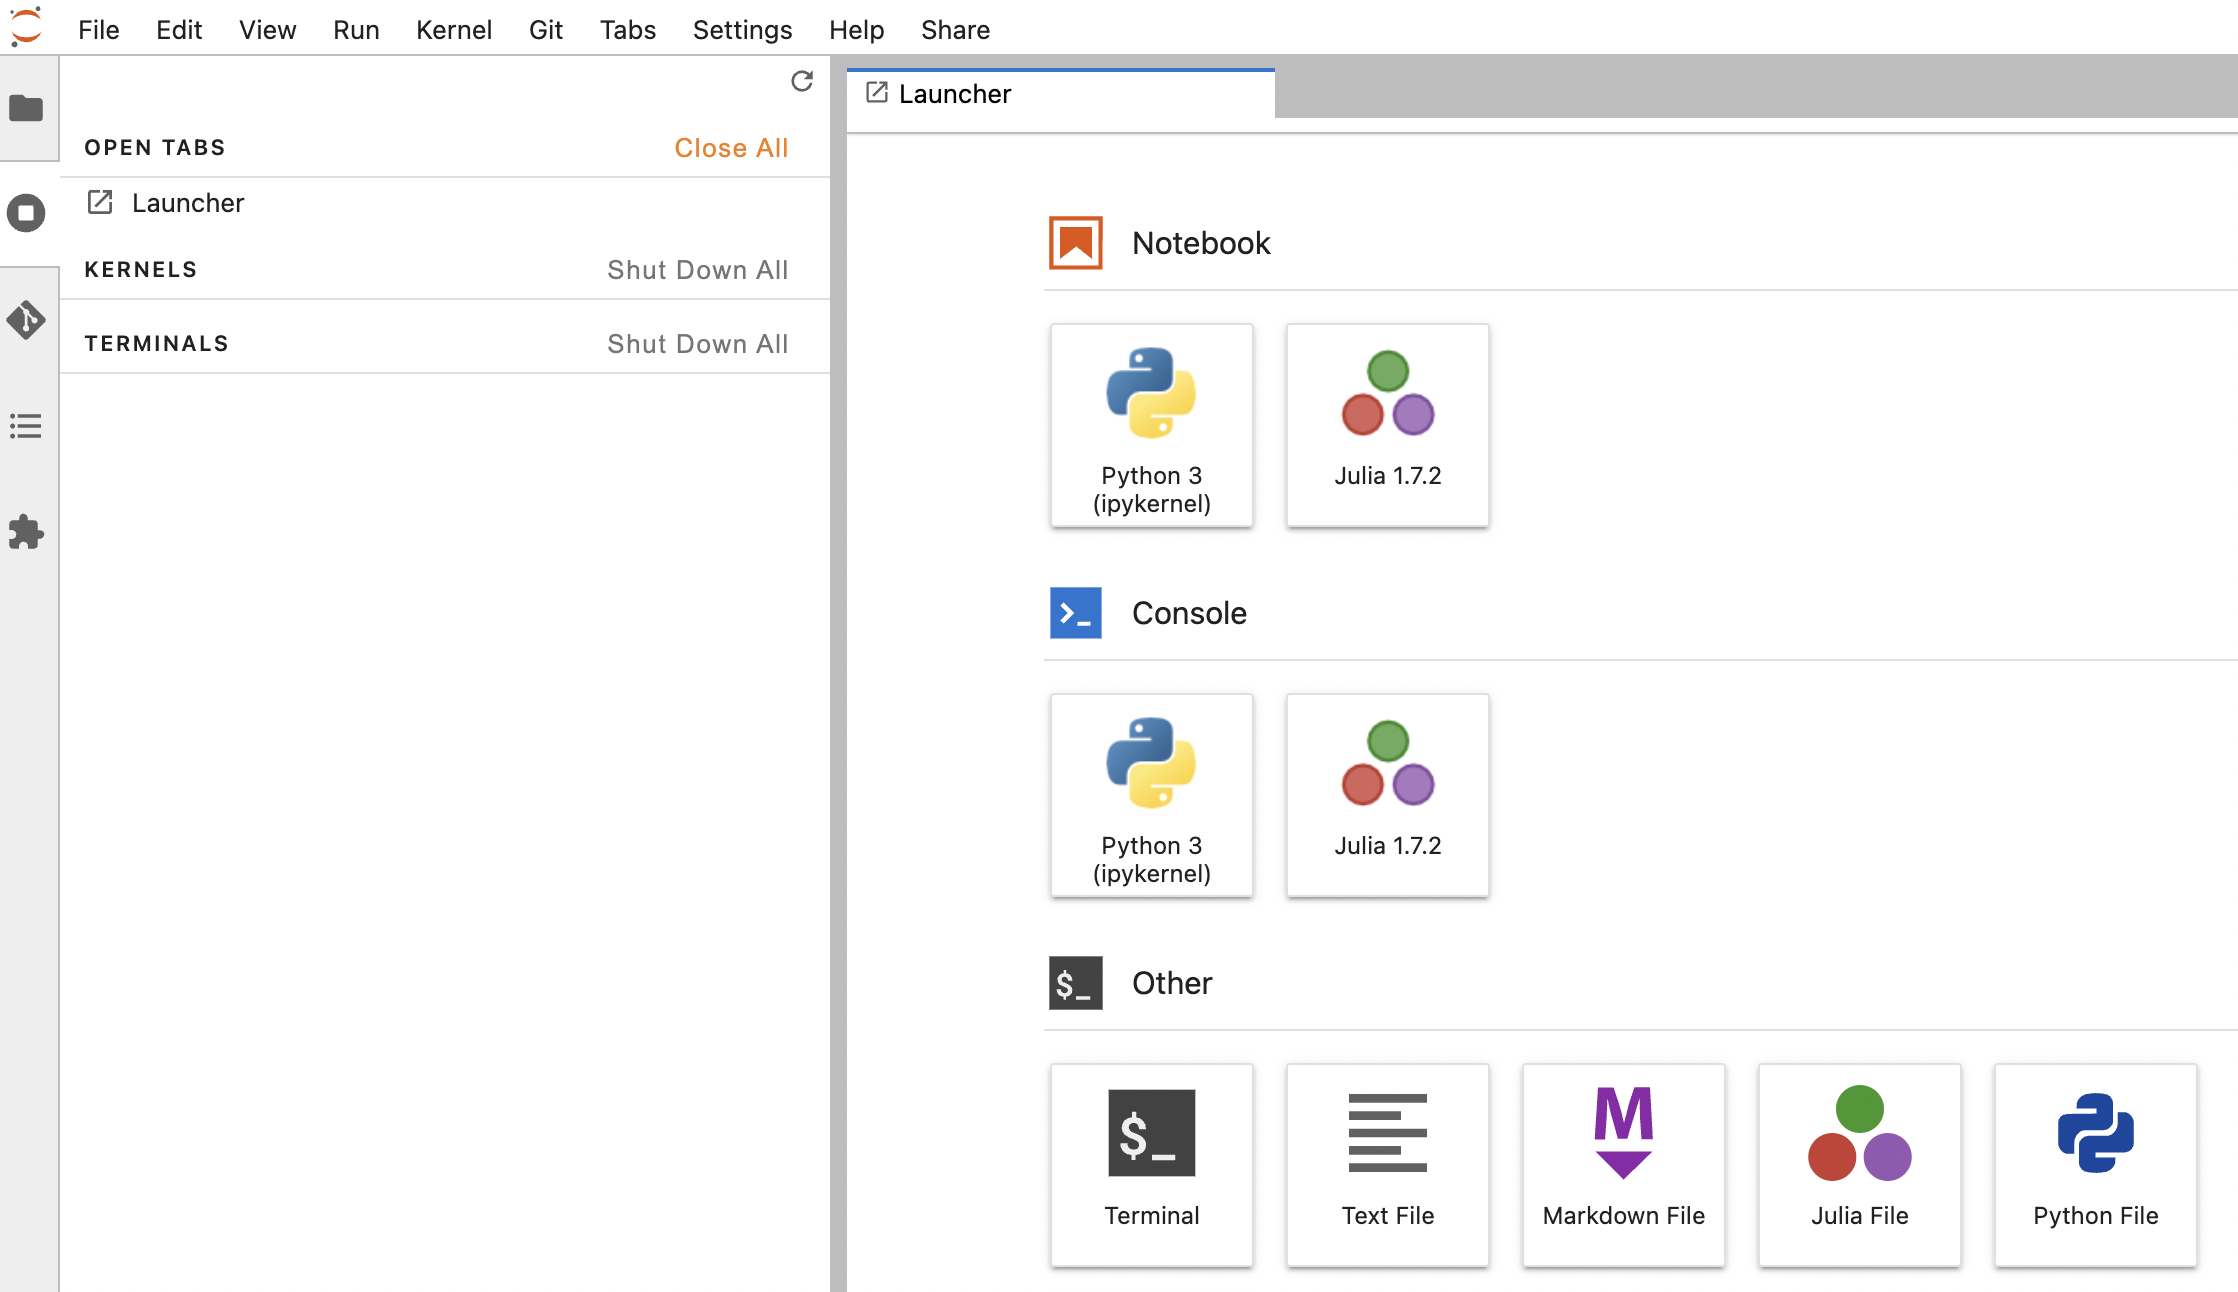 File Edit View Run Kernel Git Tabs Settings Help Share
OPEN TABS Close All
Launcher
KERNELS Shut Down All
TERMINALS Shut Down All
Launcher
Notebook
Python 3
(ipykernel)
Julia 1.7.2
Console
Python 3
(ipykernel)
Julia 1.7.2
$_ Other
$_
Terminal
Text File
M
Markdown File
Julia File
Python File